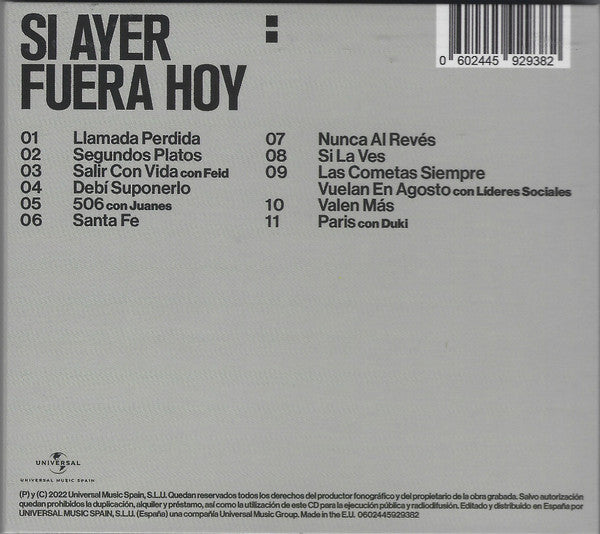 SI AYER
FUERA HOY
:
0 602445 929382
01 Llamada Perdida
02 Segundos Platos
03 Salir Con Vida con Feid
04 Debí Suponerlo
05 506 con Juanes
06 Santa Fe
07 Nunca Al Revés
08 Si La Ves
09 Las Cometas Siempre
Vuelan En Agosto con Líderes Sociales
10 Valen Más
11 Paris con Duki
UNIVERSAL
UNIVERSAL MUSIC SPAIN
(P) y (C) 2022 Universal Music Spain, S.L.U. Quedan reservados todos los derechos del productor fonográfico y del propietario de la obra grabada. Salvo autorización
quedan prohibidos la duplicación, alquiler y préstamo, así como la utilización de este CD para la ejecución pública y radiodifusión. Editado y distribuido en España por
UNIVERSAL MUSIC SPAIN, S.L.U. (España) una compañía Universal Music Group. Made in the E.U. 0602445929382